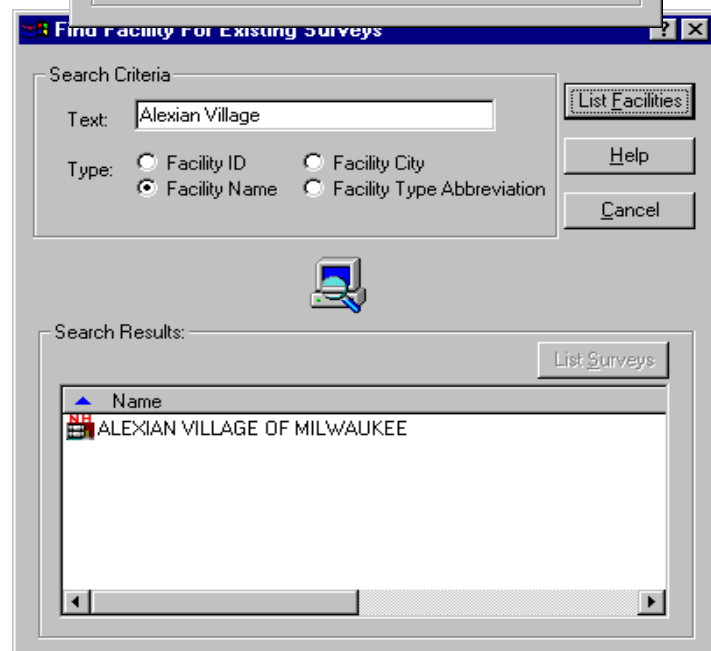 Find Facility For Existing Surveys
Search Criteria
Text: Alexian Village
List Facilities
Type: Facility ID Facility City
Facility Name Facility Type Abbreviation
Help
Cancel
Search Results:
List Surveys
Name
NH ALEXIAN VILLAGE OF MILWAUKEE